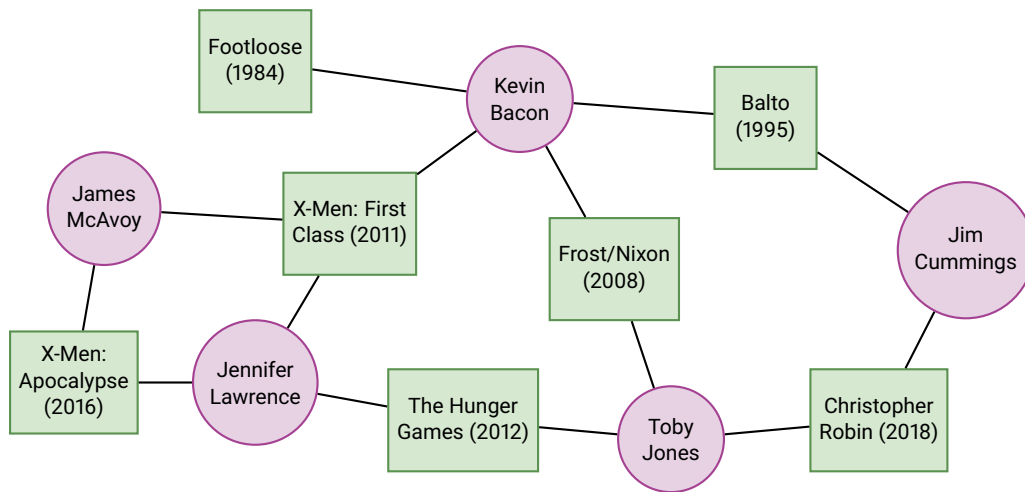 Footloose
(1984)
Kevin
Bacon
Balto
(1995)
James
McAvoy
X-Men: First
Class (2011)
Frost/Nixon
(2008)
Jim
Cummings
X-Men:
Apocalypse
(2016)
Jennifer
Lawrence
The Hunger
Games (2012)
Toby
Jones
Christopher
Robin (2018)